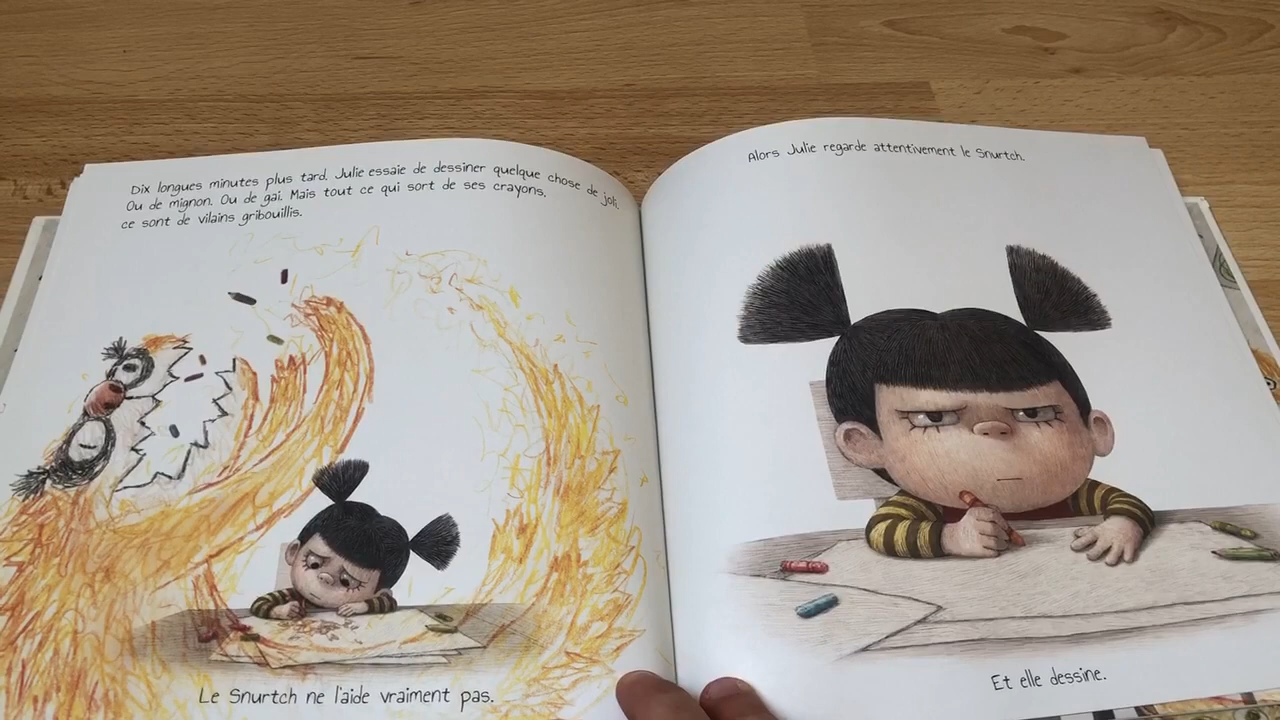 Dix longues minutes plus tard. Julie essaie de dessiner quelque chose de joli.
Ou de mignon. Ou de gai. Mais tout ce qui sort de ses crayons,
ce sont de vilains gribouillis.
Le Snurtch ne l'aide vraiment pas.
Alors Julie regarde attentivement le Snurtch.
Et elle dessine.